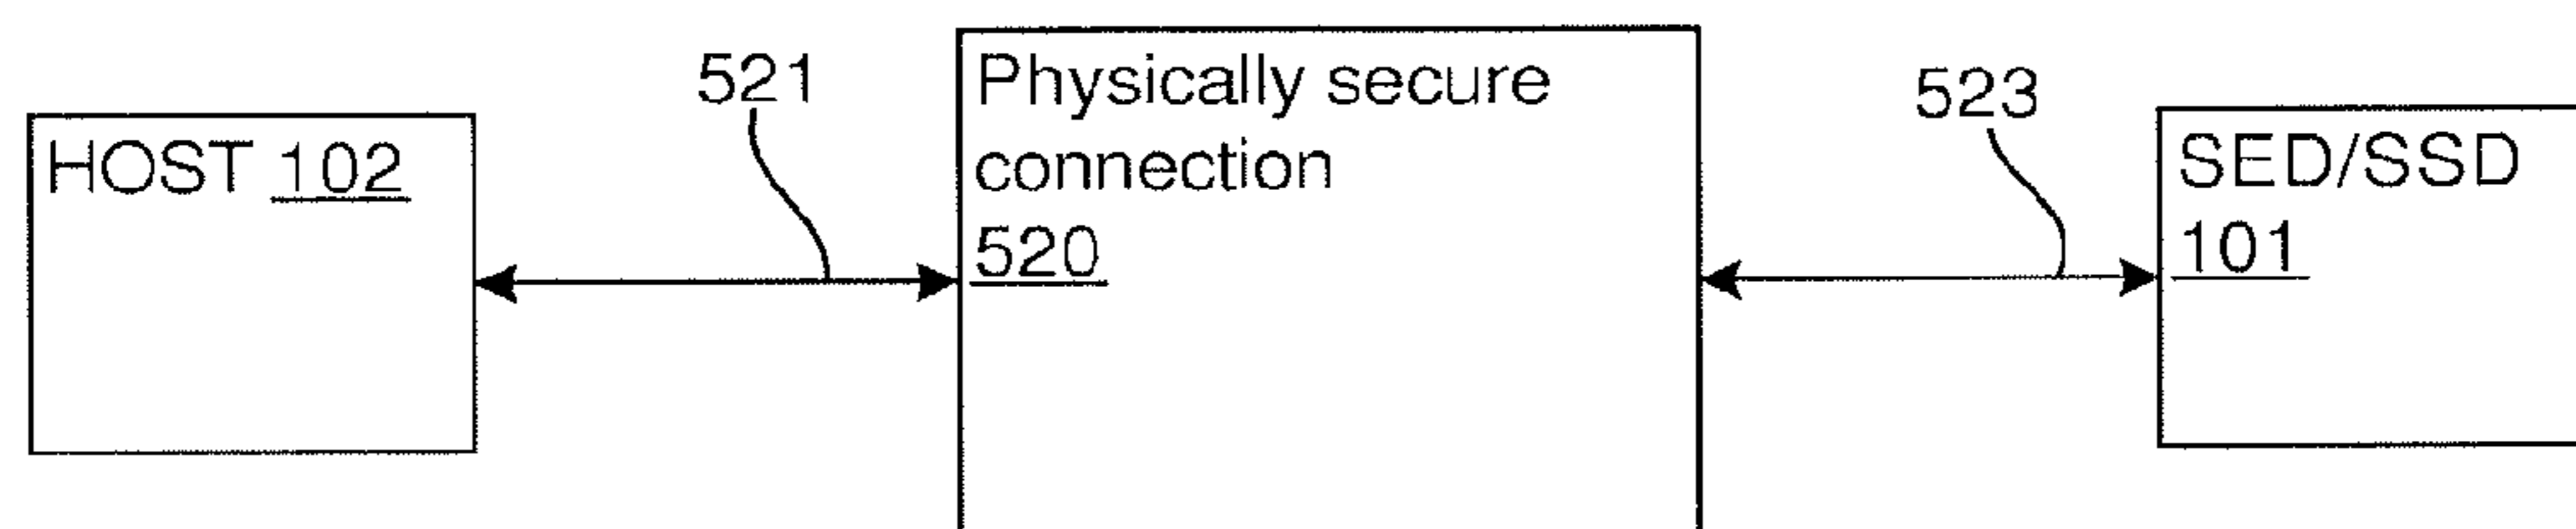 HOST 102
521
Physically secure
connection
520
523
SED/SSD
101